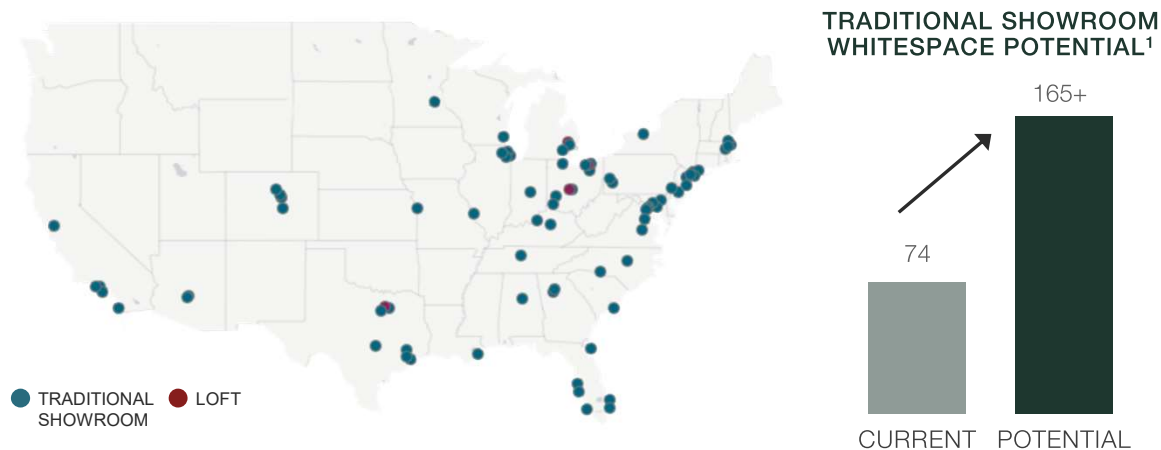 TRADITIONAL SHOWROOM
WHITESPACE POTENTIAL¹
165+
74
CURRENT
POTENTIAL
TRADITIONAL
SHOWROOM
LOFT